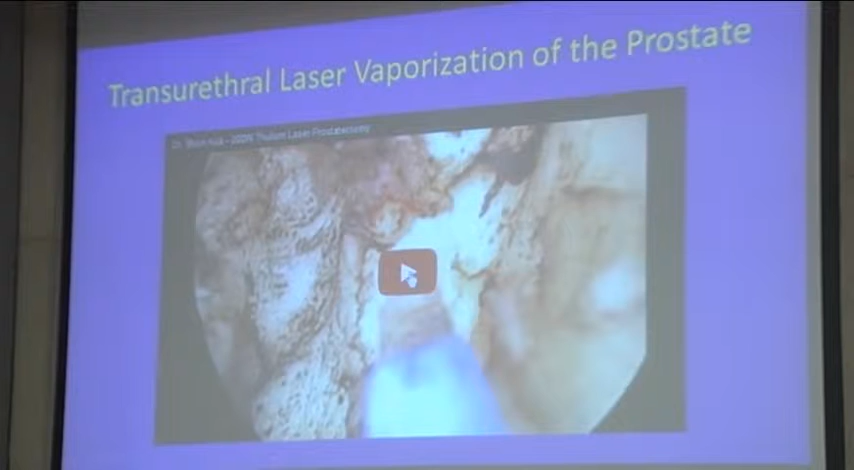 Transurethral Laser Vaporization of the Prostate
Thulium Laser Prostatectomy